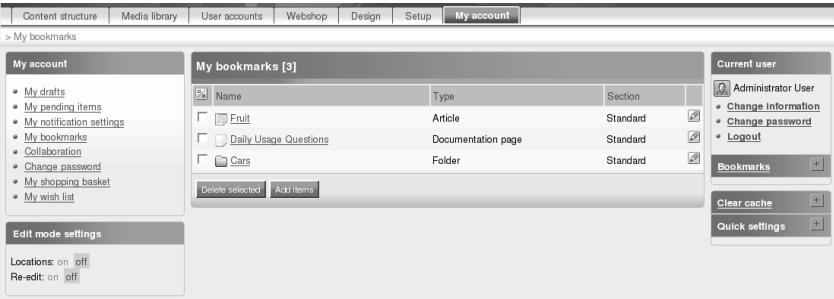 Content structure Media library User accounts Webshop Design Setup My account
> My bookmarks
My account
My drafts
My pending items
My notification settings
My bookmarks
Collaboration
Change password
My shopping basket
My wish list
Edit mode settings
Locations: on off
Re-edit: on off
My bookmarks [3]
Name Type Section
Fruit Article Standard
Daily Usage Questions Documentation page Standard
Cars Folder Standard
Delete selected Add items
Current user
Administrator User
Change information
Change password
Logout
Bookmarks +
Clear cache +
Quick settings +